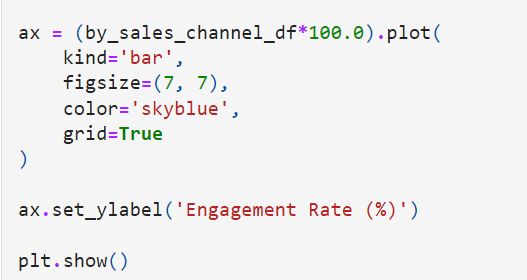 ax = (by_sales_channel_df*100.0).plot(
    kind='bar',
    figsize=(7, 7),
    color='skyblue',
    grid=True
)
ax.set_ylabel('Engagement Rate (%)')
plt.show()